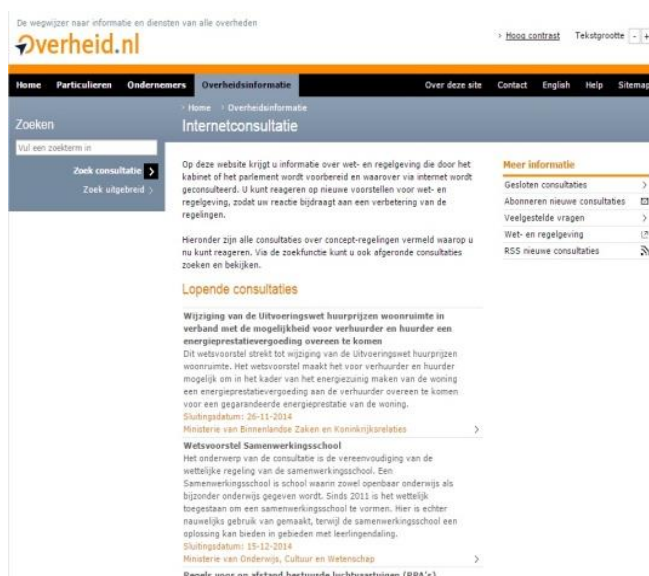 De wegwijzer naar informatie en diensten van alle overheden
Overheid.nl
Hoog contrast Tekstgrootte - +
Home Particulieren Ondernemers Overheidsinformatie Over deze site Contact English Help Sitemap
Home Overheidsinformatie
Zoeken
Internetconsultatie
Vul een zoekterm in
Zoek consultatie
Zoek uitgebreid
Op deze website krijgt u informatie over wet- en regelgeving die door het
kabinet of het parlement wordt voorbereid en waarover via internet wordt
geconsulteerd. U kunt reageren op nieuwe voorstellen voor wet- en
regelgeving, zodat uw reactie bijdraagt aan een verbetering van de
regelingen.
Hieronder zijn alle consultaties over concept-regelingen vermeld waarop u
nu kunt reageren. Via de zoekfunctie kunt u ook afgeronde consultaties
zoeken en bekijken.
Meer informatie
Gesloten consultaties
Abonneren nieuwe consultaties
Veelgestelde vragen
Wet- en regelgeving
RSS nieuwe consultaties
Lopende consultaties
Wijziging van de Uitvoeringswet huurprijzen woonruimte in
verband met de mogelijkheid voor verhuurder en huurder een
energieprestatievergoeding overeen te komen
Dit wetsvoorstel strekt tot wijziging van de Uitvoeringswet huurprijzen
woonruimte. Het wetsvoorstel maakt het voor verhuurder en huurder
mogelijk om in het kader van het energiezuinig maken van de woning
een energieprestatievergoeding aan de verhuurder overeen te komen
voor een gegarandeerde energieprestatie van de woning.
Sluitingsdatum: 26-11-2014
Ministerie van Binnenlandse Zaken en Koninkrijksrelaties
Wetsvoorstel Samenwerkingsschool
Het onderwerp van de consultatie is de vereenvoudiging van de
wettelijke regeling van de samenwerkingsschool. Een
Samenwerkingsschool is school waarin zowel openbaar onderwijs als
bijzonder onderwijs gegeven wordt. Sinds 2011 is het wettelijk
toegestaan om een samenwerkingsschool te vormen. Hier is echter
nauwelijks gebruik van gemaakt, terwijl de samenwerkingsschool een
oplossing kan bieden in gebieden met leerlingendaling.
Sluitingsdatum: 15-12-2014
Ministerie van Onderwijs, Cultuur en Wetenschap
Regels voor op afstand bestuurde luchtvaartuigen (RPA's)